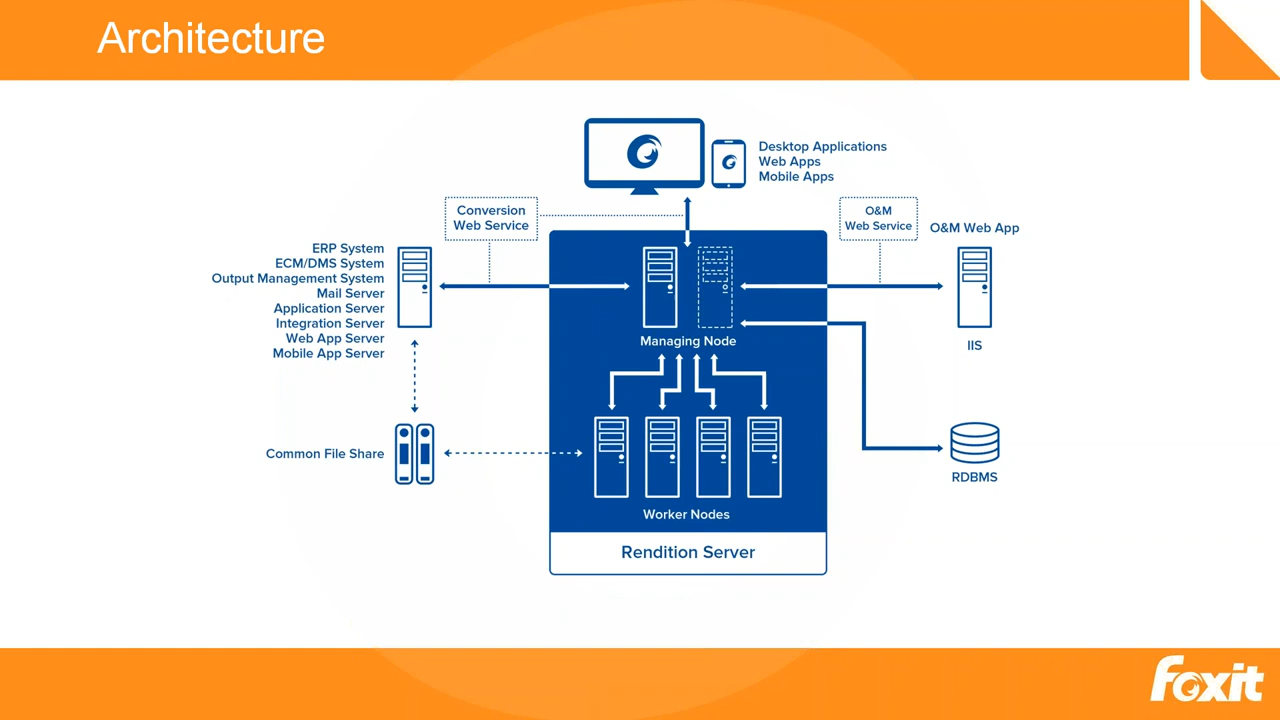 Architecture
Desktop Applications
Web Apps
Mobile Apps
Conversion
Web Service
O&M
Web Service
O&M Web App
ERP System
ECM/DMS System
Output Management System
Mail Server
Application Server
Integration Server
Web App Server
Mobile App Server
Managing Node
IIS
Common File Share
RDBMS
Worker Nodes
Rendition Server
Foxit